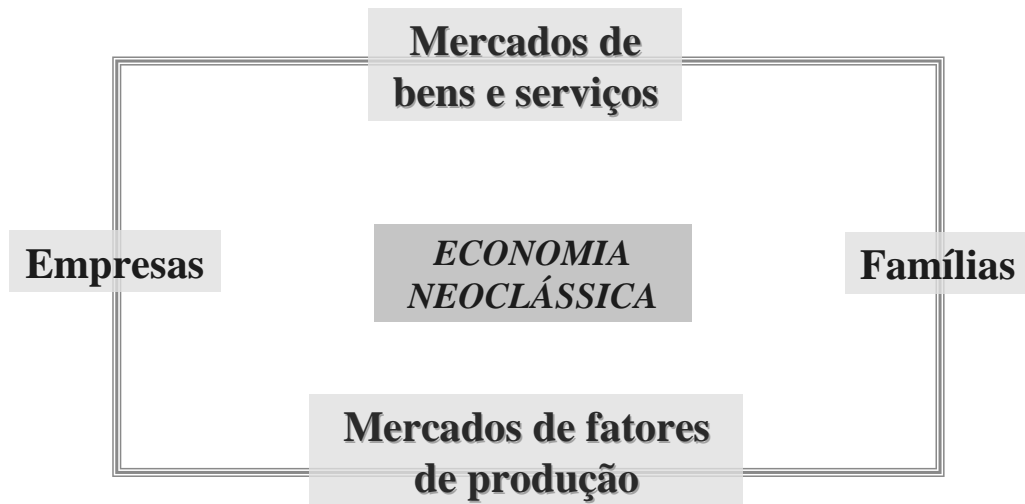 Mercados de
bens e serviços
Empresas
ECONOMIA
NEOCLÁSSICA
Famílias
Mercados de fatores
de produção